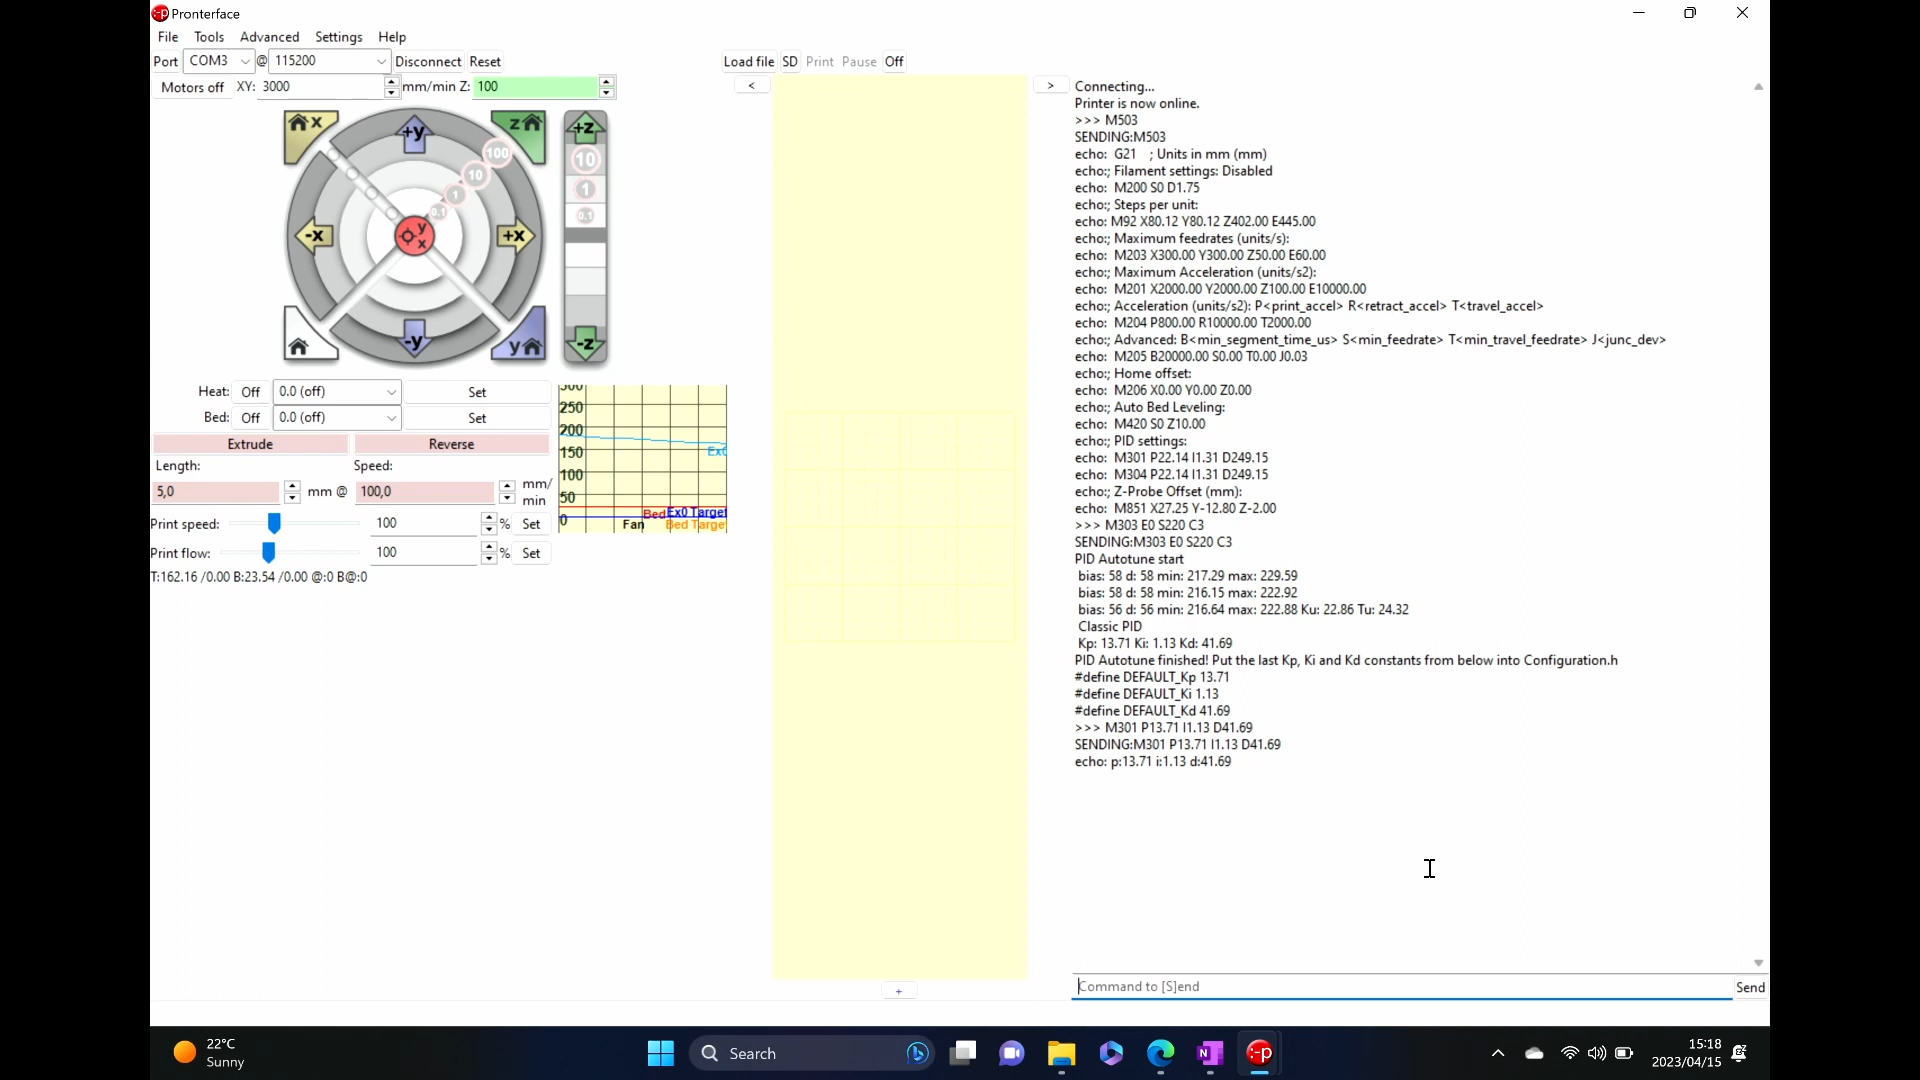 Pronterface
File Tools Advanced Settings Help
Port COM3 @ 115200 Disconnect Reset Load file SD Print Pause Off
Motors off XY: 3000 mm/min Z: 100 < >
x z +y +z
100 10 1 0.1
10 1 0.1
-x y x +x
-y y -z
Heat: Off 0.0 (off) Set
Bed: Off 0.0 (off) Set
Extrude Reverse
Length: Speed:
5,0 mm @ 100,0 mm/min
Print speed: 100 % Set
Print flow: 100 % Set
T:162.16 /0.00 B:23.54 /0.00 @:0 B@:0
300
250
200
150 Ex0
100
50
Bed Ex0 Target
0 Fan Bed Targe
Connecting...
Printer is now online.
>>> M503
SENDING:M503
echo:  G21    ; Units in mm (mm)
echo:; Filament settings: Disabled
echo:  M200 S0 D1.75
echo:; Steps per unit:
echo: M92 X80.12 Y80.12 Z402.00 E445.00
echo:; Maximum feedrates (units/s):
echo:  M203 X300.00 Y300.00 Z50.00 E60.00
echo:; Maximum Acceleration (units/s2):
echo:  M201 X2000.00 Y2000.00 Z100.00 E10000.00
echo:; Acceleration (units/s2): P<print_accel> R<retract_accel> T<travel_accel>
echo:  M204 P800.00 R10000.00 T2000.00
echo:; Advanced: B<min_segment_time_us> S<min_feedrate> T<min_travel_feedrate> J<junc_dev>
echo:  M205 B20000.00 S0.00 T0.00 J0.03
echo:; Home offset:
echo:  M206 X0.00 Y0.00 Z0.00
echo:; Auto Bed Leveling:
echo:  M420 S0 Z10.00
echo:; PID settings:
echo:  M301 P22.14 I1.31 D249.15
echo:  M304 P22.14 I1.31 D249.15
echo:; Z-Probe Offset (mm):
echo:  M851 X27.25 Y-12.80 Z-2.00
>>> M303 E0 S220 C3
SENDING:M303 E0 S220 C3
PID Autotune start
bias: 58 d: 58 min: 217.29 max: 229.59
bias: 58 d: 58 min: 216.15 max: 222.92
bias: 56 d: 56 min: 216.64 max: 222.88 Ku: 22.86 Tu: 24.32
Classic PID
Kp: 13.71 Ki: 1.13 Kd: 41.69
PID Autotune finished! Put the last Kp, Ki and Kd constants from below into Configuration.h
#define DEFAULT_Kp 13.71
#define DEFAULT_Ki 1.13
#define DEFAULT_Kd 41.69
>>> M301 P13.71 I1.13 D41.69
SENDING:M301 P13.71 I1.13 D41.69
echo: p:13.71 i:1.13 d:41.69
Command to [S]end Send
+
22°C
Sunny
Search
15:18
2023/04/15